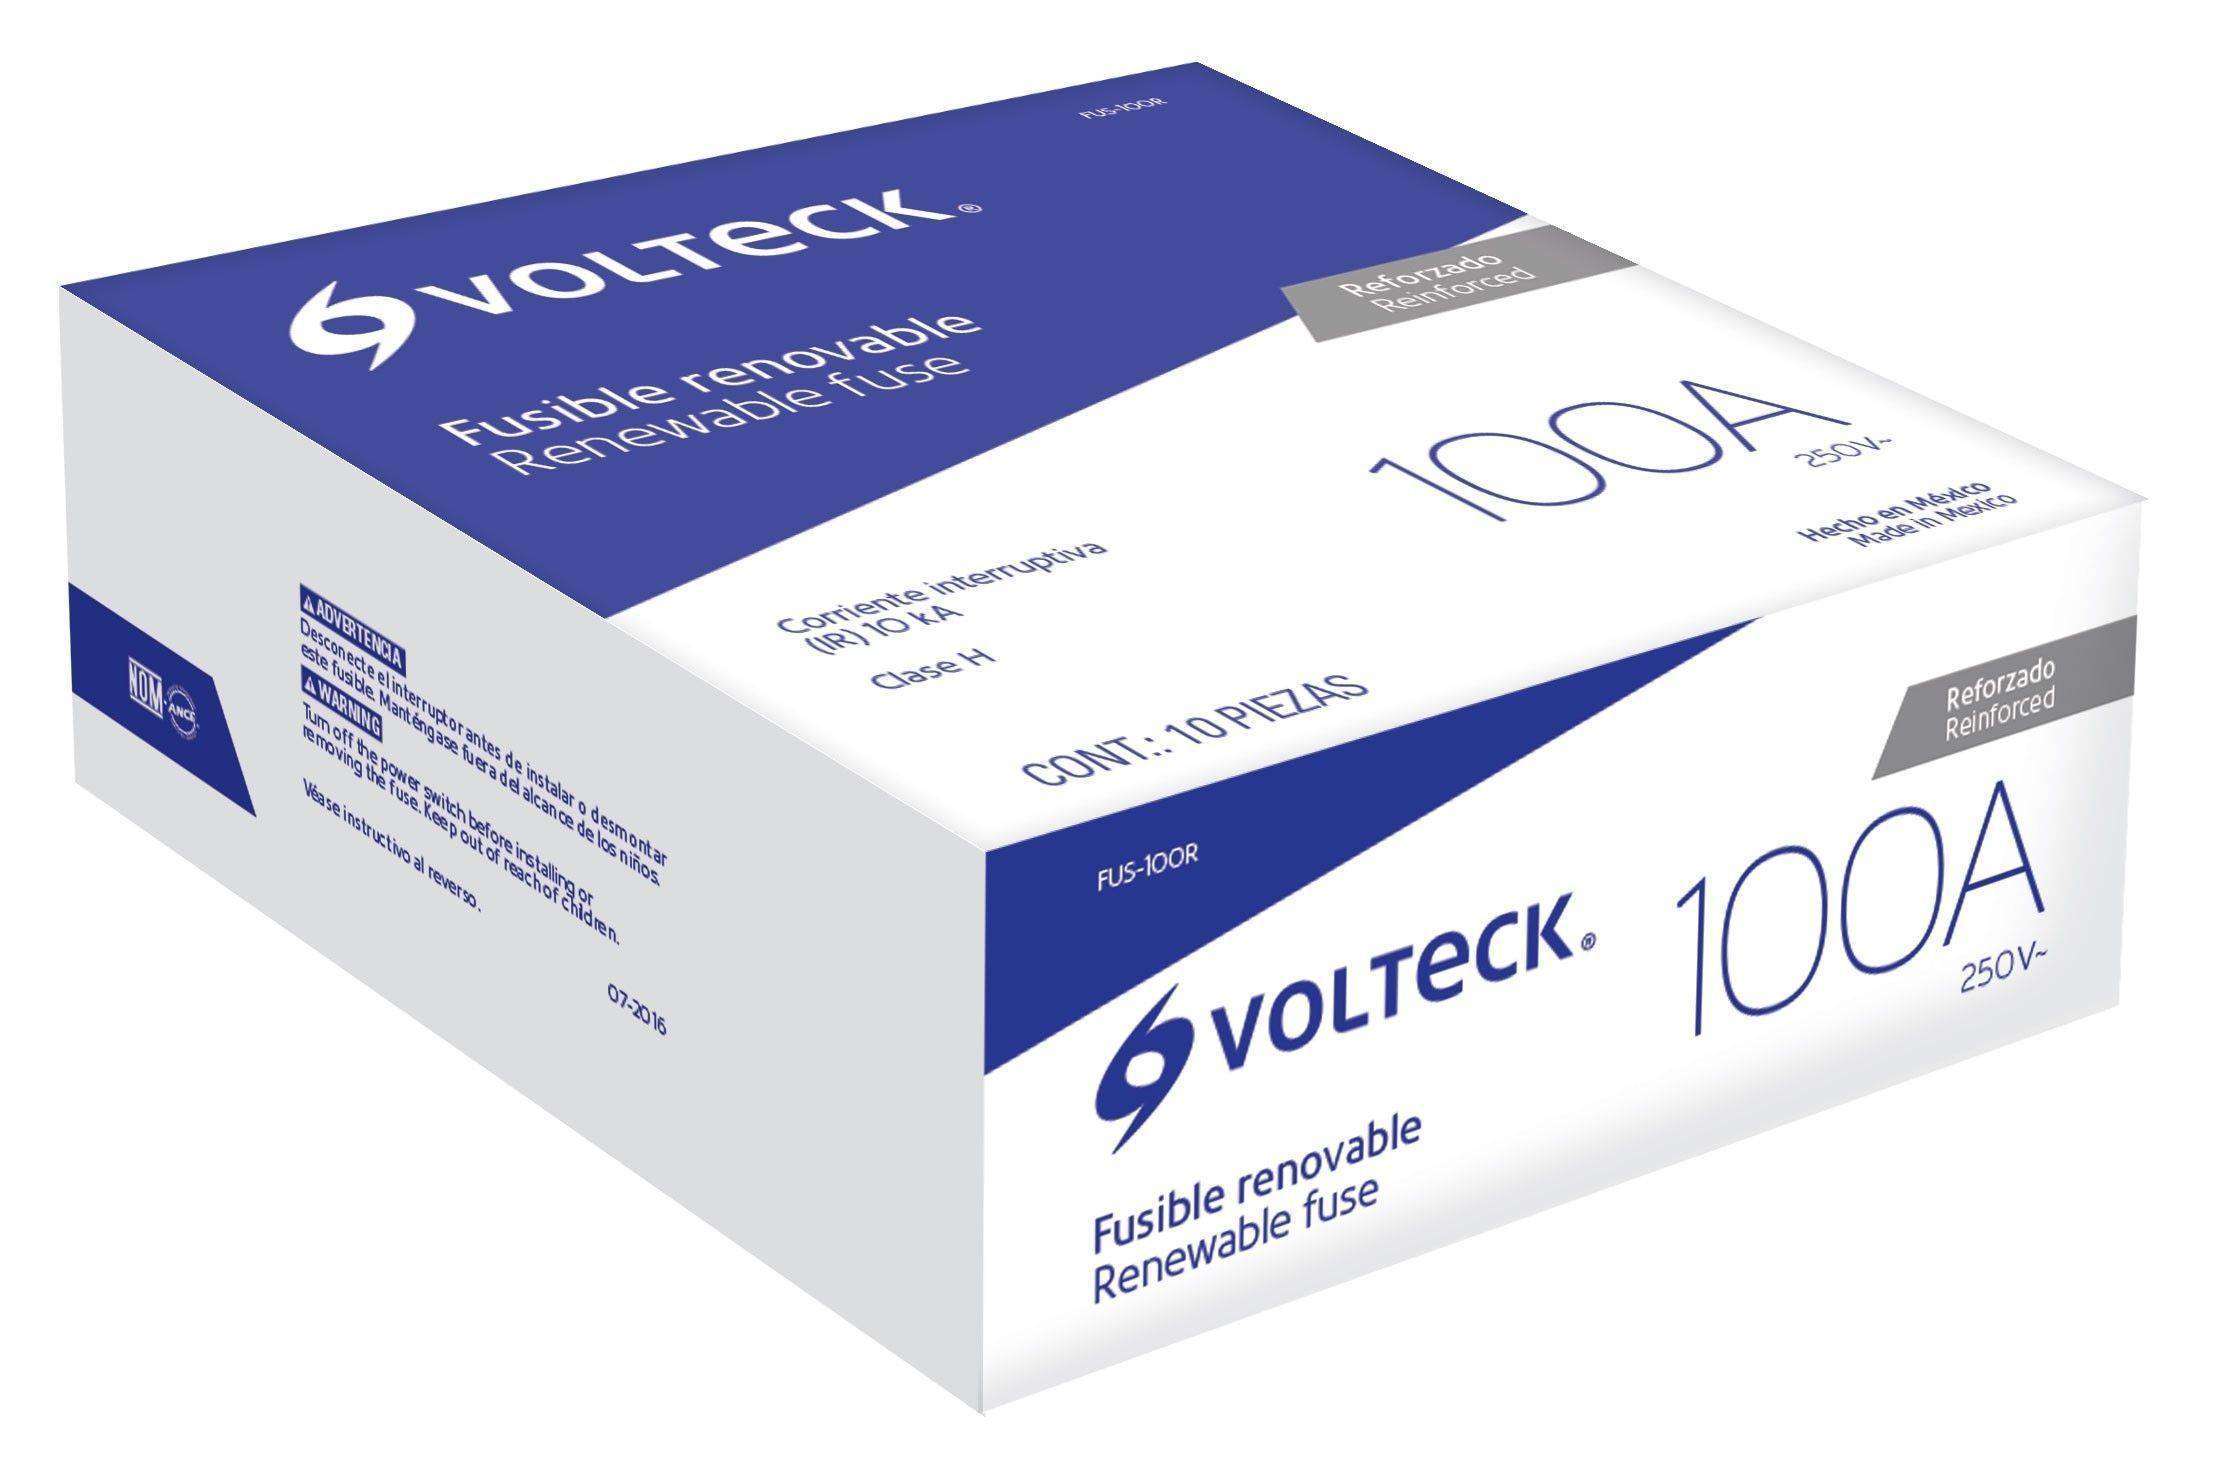 FUS-100R
VOLTECK®
Fusible renovable
Renewable fuse
Reforzado
Reinforced
100A
250V~
Hecho en México
Made in Mexico
Corriente interruptiva
(IR) 10 kA
Clase H
CONT.:. 10 PIEZAS
NOM
ANCE
ADVERTENCIA
Desconecte el interruptor antes de instalar o desmontar
este fusible. Manténgase fuera del alcance de los niños.
WARNING
Turn off the power switch before installing or
removing the fuse. Keep out of reach of children.
Véase instructivo al reverso.
07-2016
FUS-100R
VOLTECK®
Fusible renovable
Renewable fuse
Reforzado
Reinforced
100A
250V~